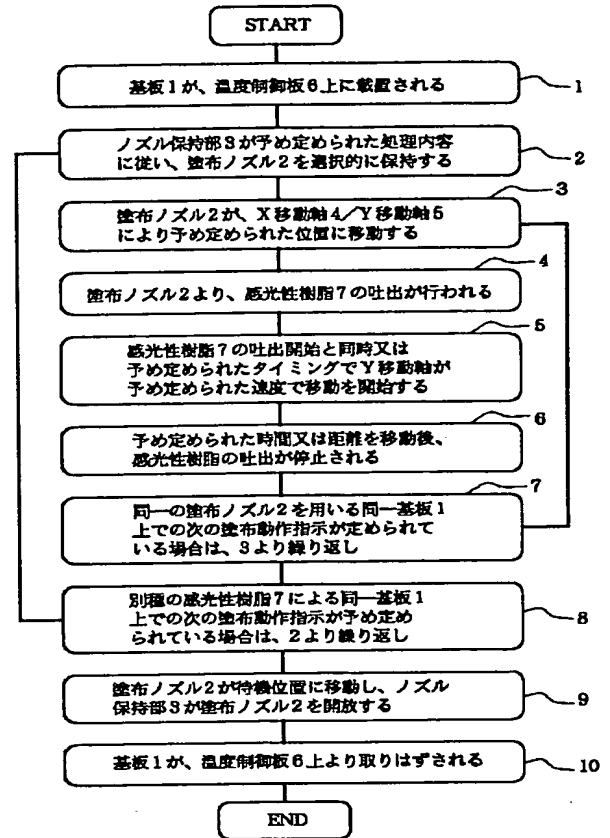 START
基板1が、温度制御板6上に載置される
1
ノズル保持部3が予め定められた処理内容
に従い、塗布ノズル2を選択的に保持する
2
3
塗布ノズル2が、X移動軸4／Y移動軸5
により予め定められた位置に移動する
4
塗布ノズル2より、感光性樹脂7の吐出が行われる
5
感光性樹脂7の吐出開始と同時又は
予め定められたタイミングでY移動軸が
予め定められた速度で移動を開始する
6
予め定められた時間又は距離を移動後、
感光性樹脂の吐出が停止される
7
同一の塗布ノズル2を用いる同一基板1
上での次の塗布動作指示が定められて
いる場合は、3より繰り返し
別種の感光性樹脂7による同一基板1
上での次の塗布動作指示が予め定め
られている場合は、2より繰り返し
8
塗布ノズル2が待機位置に移動し、ノズル
保持部3が塗布ノズル2を開放する
9
基板1が、温度制御板6上より取りはずされる
10
END